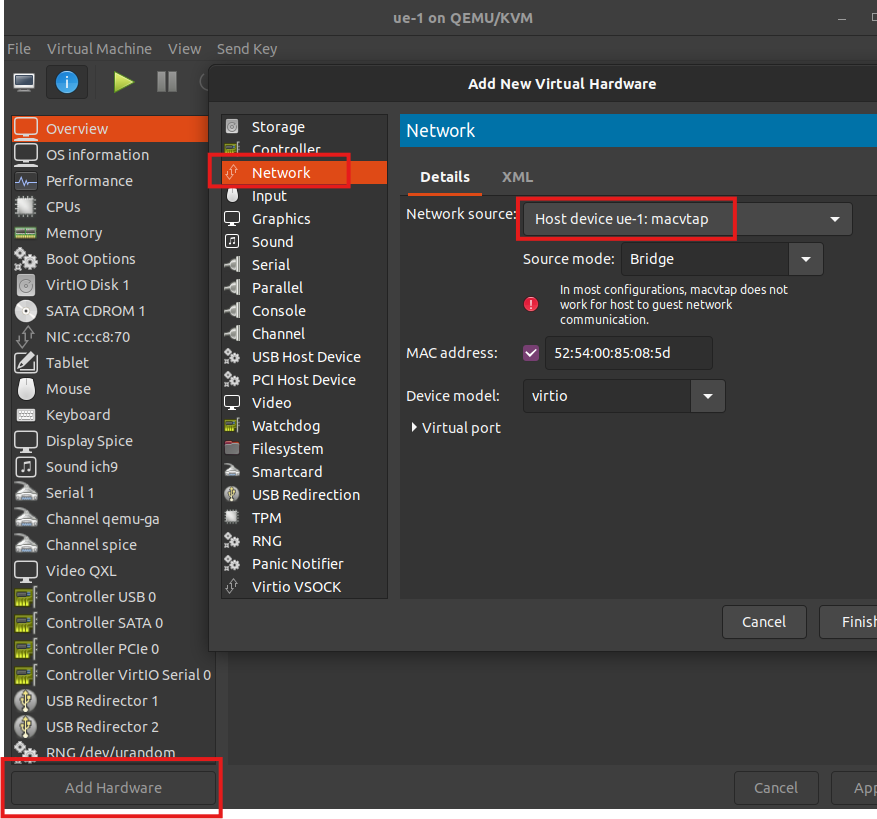 ue-1 on QEMU/KVM
File Virtual Machine View Send Key
Add New Virtual Hardware
Overview
OS information
Performance
CPUs
Memory
Boot Options
VirtIO Disk 1
SATA CDROM 1
NIC :cc:c8:70
Tablet
Mouse
Keyboard
Display Spice
Sound ich9
Serial 1
Channel qemu-ga
Channel spice
Video QXL
Controller USB 0
Controller SATA 0
Controller PCIe 0
Controller VirtIO Serial 0
USB Redirector 1
USB Redirector 2
RNG /dev/urandom
Add Hardware
Storage
Controller
Network
Input
Graphics
Sound
Serial
Parallel
Console
Channel
USB Host Device
PCI Host Device
Video
Watchdog
Filesystem
Smartcard
USB Redirection
TPM
RNG
Panic Notifier
Virtio VSOCK
Network
Details XML
Network source: Host device ue-1: macvtap
Source mode: Bridge
In most configurations, macvtap does not
work for host to guest network
communication.
MAC address: 52:54:00:85:08:5d
Device model: virtio
Virtual port
Cancel Finish
Cancel App